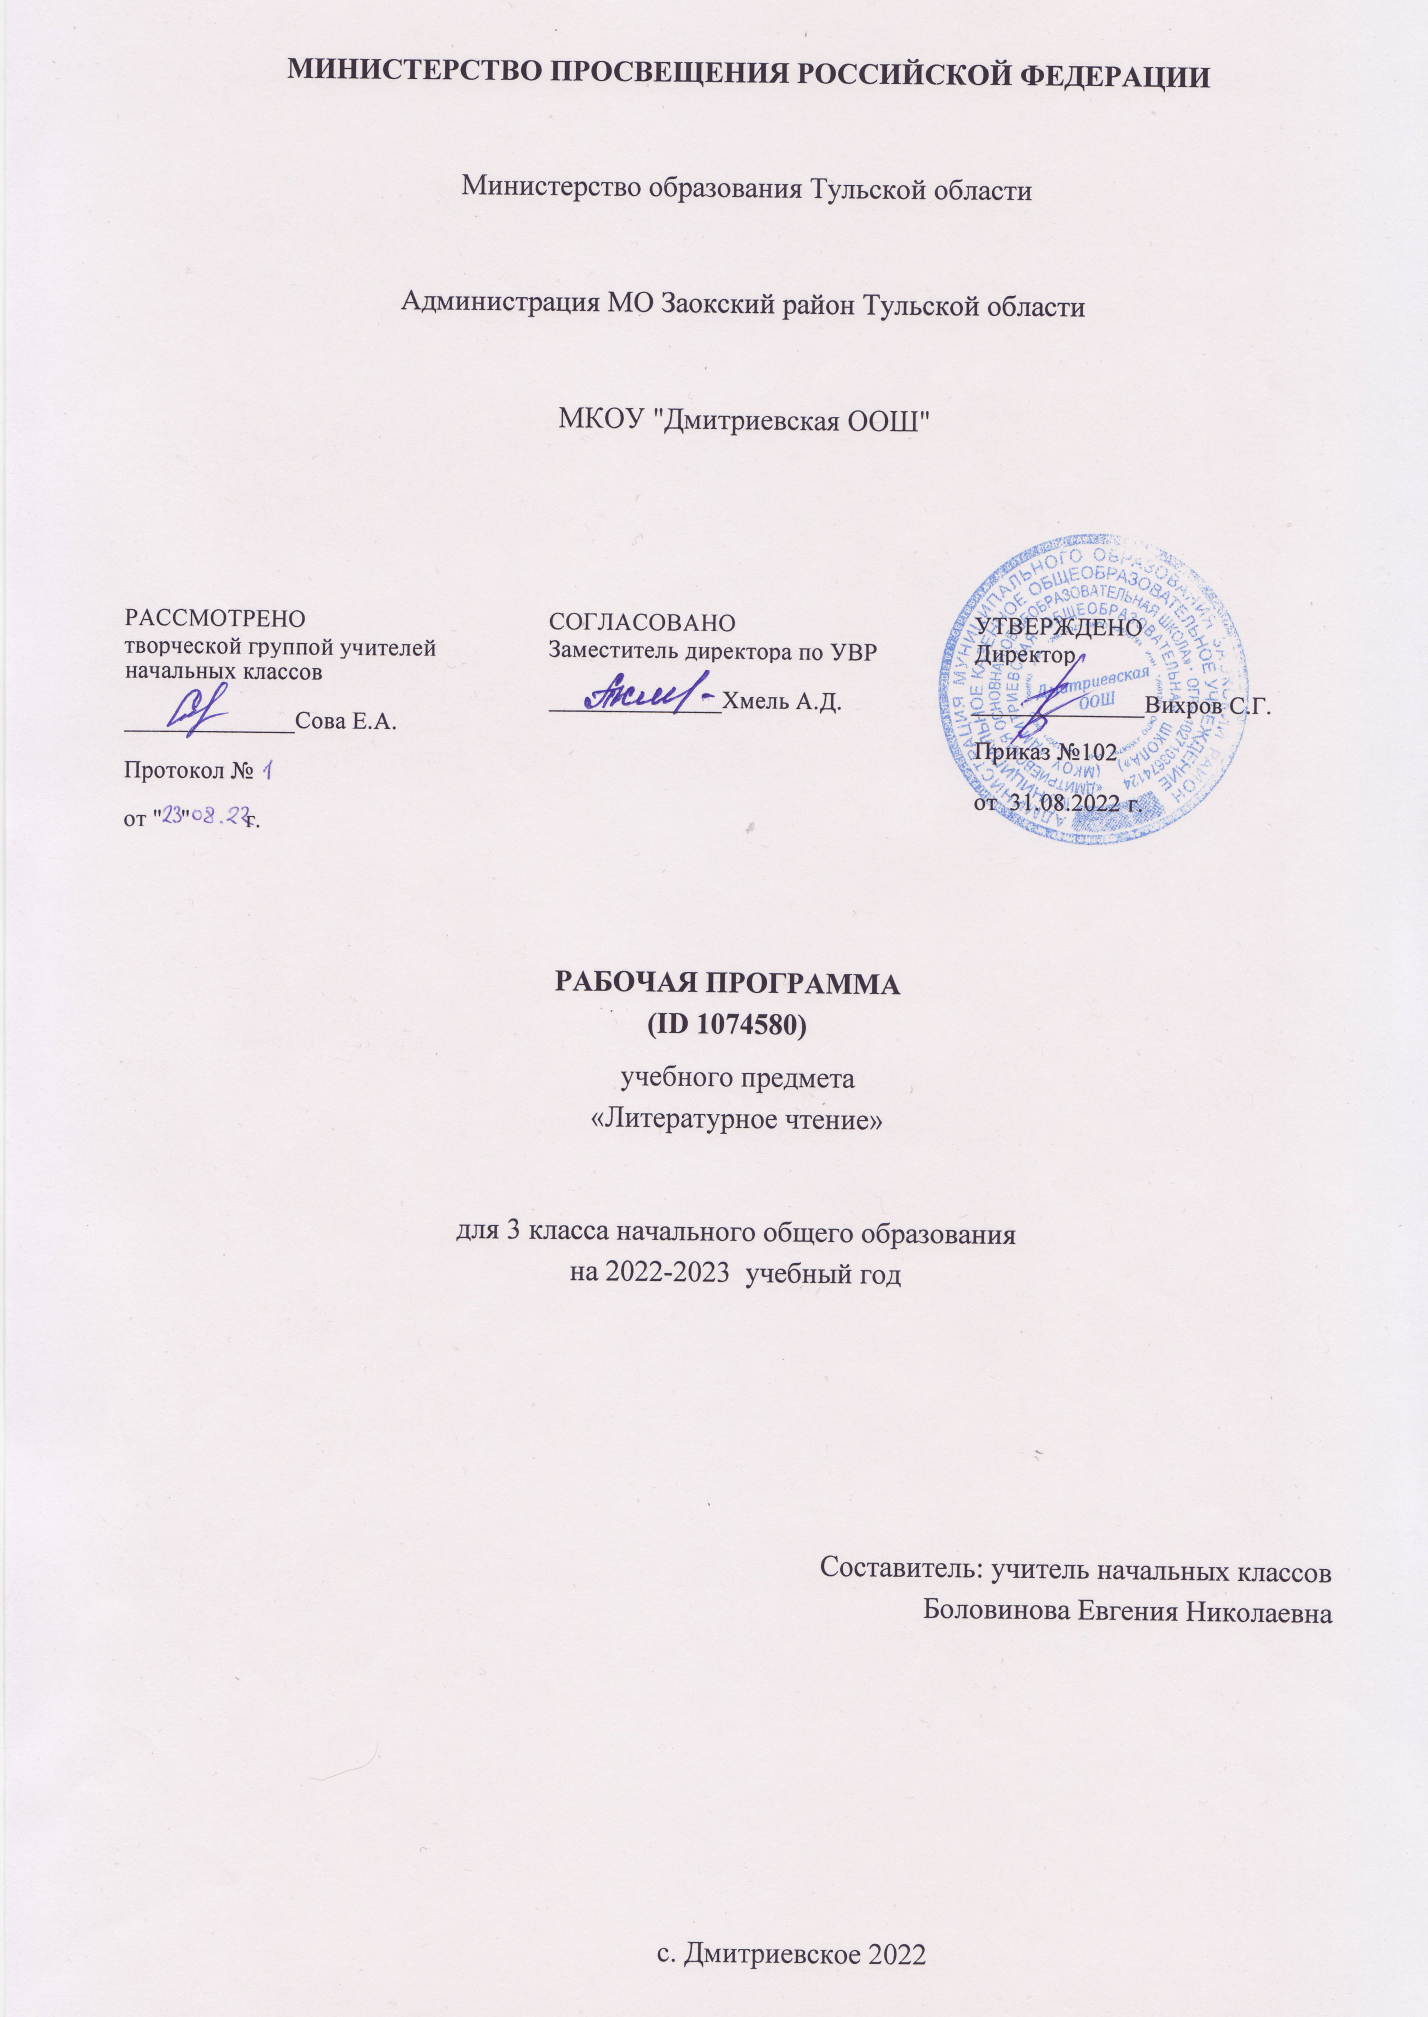 МИНИСТЕРСТВО ПРОСВЕЩЕНИЯ РОССИЙСКОЙ ФЕДЕРАЦИИ
Министерство образования Тульской области
Администрация МО Заокский район Тульской области
МКОУ "Дмитриевская ООШ"
РАССМОТРЕНО
творческой группой учителей
начальных классов
Сова Е.А.
Протокол № 1
от "23" 08.22 г.
СОГЛАСОВАНО
Заместитель директора по УВР
Хмель А.Д.
УТВЕРЖДЕНО
Директор
Вихров С.Г.
Приказ №102
от 31.08.2022 г.
Дмитриевская
ООШ
РАБОЧАЯ ПРОГРАММА
(ID 1074580)
учебного предмета
«Литературное чтение»
для 3 класса начального общего образования
на 2022-2023 учебный год
Составитель: учитель начальных классов
Боловинова Евгения Николаевна
с. Дмитриевское 2022